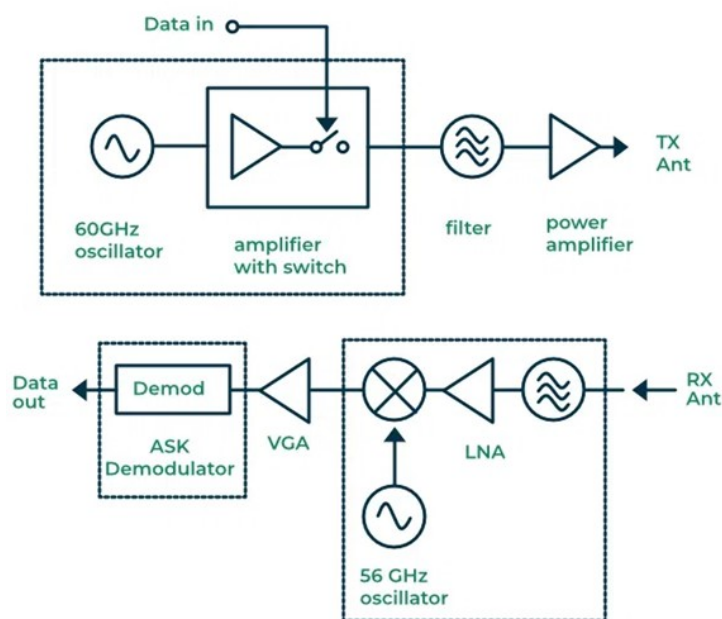 Data in
TX
Ant
60GHz
oscillator
amplifier
with switch
filter
power
amplifier
Data
out
Demod
ASK
Demodulator
VGA
LNA
RX
Ant
56 GHz
oscillator